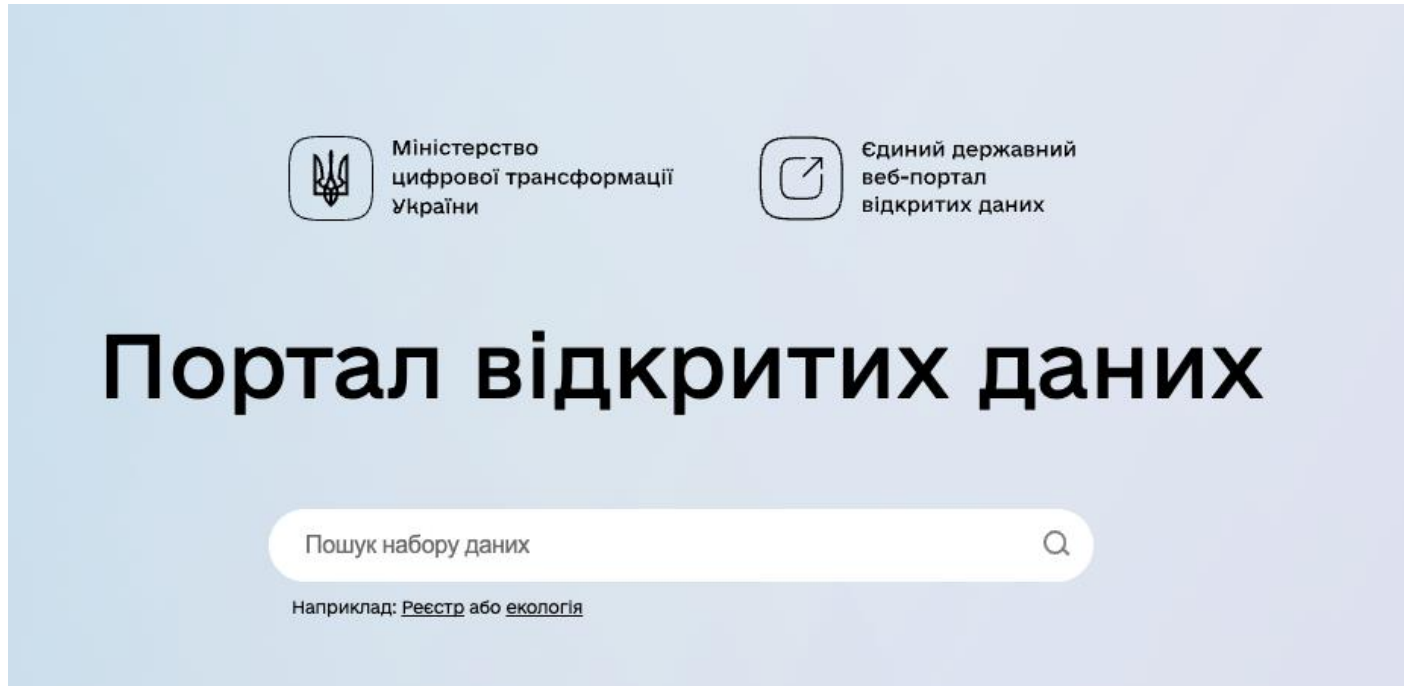 Міністерство
цифрової трансформації
України
Єдиний державний
веб-портал
відкритих даних
Портал відкритих даних
Пошук набору даних
Наприклад: Реєстр або екологія